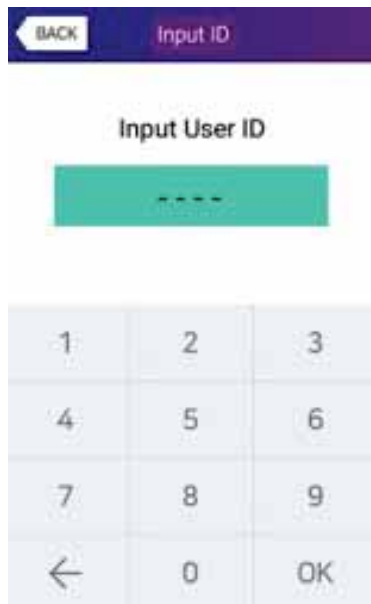 BACK Input ID
Input User ID
----
1 2 3
4 5 6
7 8 9
← 0 OK